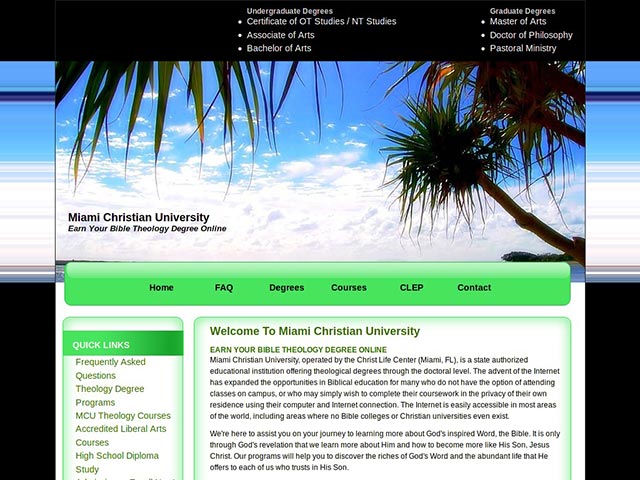 Undergraduate Degrees
Certificate of OT Studies / NT Studies
Associate of Arts
Bachelor of Arts
Graduate Degrees
Master of Arts
Doctor of Philosophy
Pastoral Ministry
Miami Christian University
Earn Your Bible Theology Degree Online
Home FAQ Degrees Courses CLEP Contact
QUICK LINKS
Frequently Asked
Questions
Theology Degree
Programs
MCU Theology Courses
Accredited Liberal Arts
Courses
High School Diploma
Study
Welcome To Miami Christian University
EARN YOUR BIBLE THEOLOGY DEGREE ONLINE
Miami Christian University, operated by the Christ Life Center (Miami, FL), is a state authorized
educational institution offering theological degrees through the doctoral level. The advent of the Internet
has expanded the opportunities in Biblical education for many who do not have the option of attending
classes on campus, or who may simply wish to complete their coursework in the privacy of their own
residence using their computer and Internet connection. The Internet is easily accessible in most areas
of the world, including areas where no Bible colleges or Christian universities even exist.
We're here to assist you on your journey to learning more about God's inspired Word, the Bible. It is only
through God's revelation that we learn more about Him and how to become more like His Son, Jesus
Christ. Our programs will help you to discover the riches of God's Word and the abundant life that He
offers to each of us who trusts in His Son.